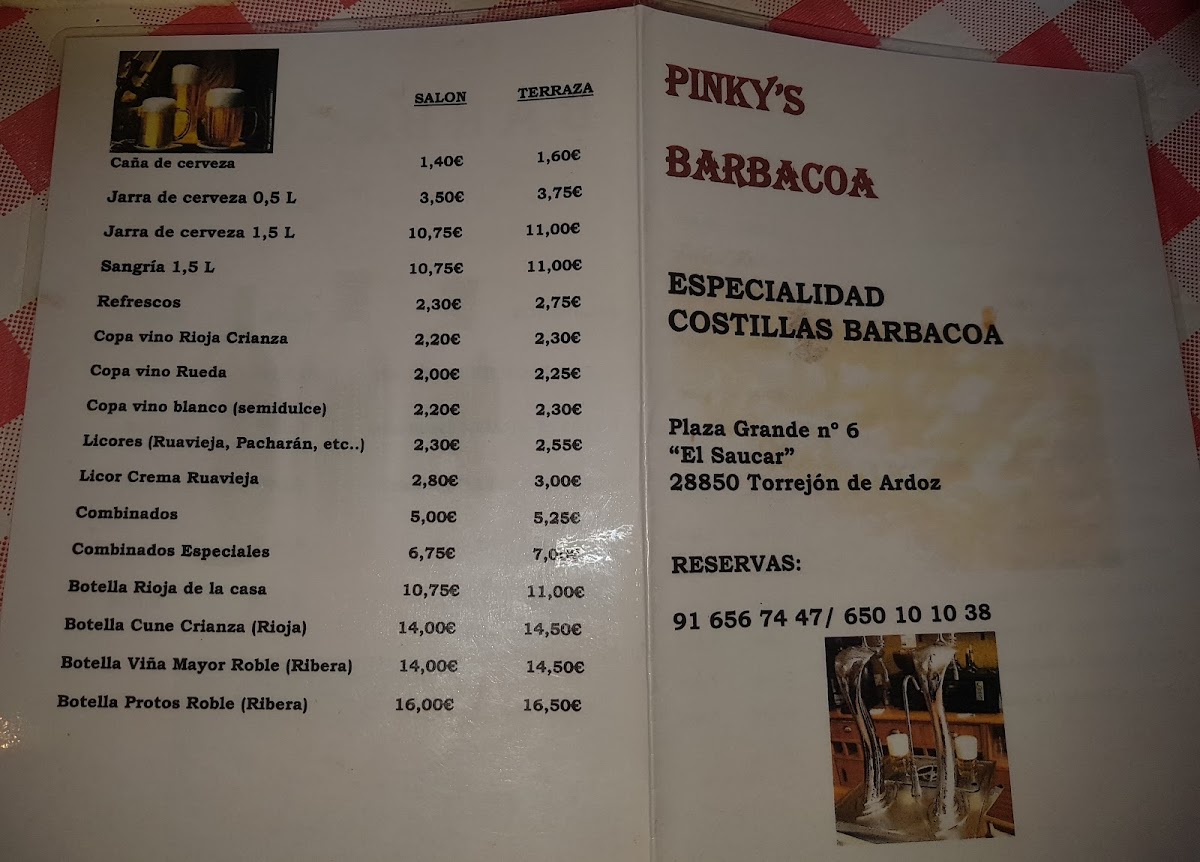 SALON TERRAZA
Caña de cerveza 1,40€ 1,60€
Jarra de cerveza 0,5 L 3,50€ 3,75€
Jarra de cerveza 1,5 L 10,75€ 11,00€
Sangría 1,5 L 10,75€ 11,00€
Refrescos 2,30€ 2,75€
Copa vino Rioja Crianza 2,20€ 2,30€
Copa vino Rueda 2,00€ 2,25€
Copa vino blanco (semidulce) 2,20€ 2,30€
Licores (Ruavieja, Pacharán, etc..) 2,30€ 2,55€
Licor Crema Ruavieja 2,80€ 3,00€
Combinados 5,00€ 5,25€
Combinados Especiales 6,75€ 7,00€
Botella Rioja de la casa 10,75€ 11,00€
Botella Cune Crianza (Rioja) 14,00€ 14,50€
Botella Viña Mayor Roble (Ribera) 14,00€ 14,50€
Botella Protos Roble (Ribera) 16,00€ 16,50€
PINKY'S
BARBACOA
ESPECIALIDAD
COSTILLAS BARBACOA
Plaza Grande nº 6
“El Saucar”
28850 Torrejón de Ardoz
RESERVAS:
91 656 74 47/ 650 10 10 38